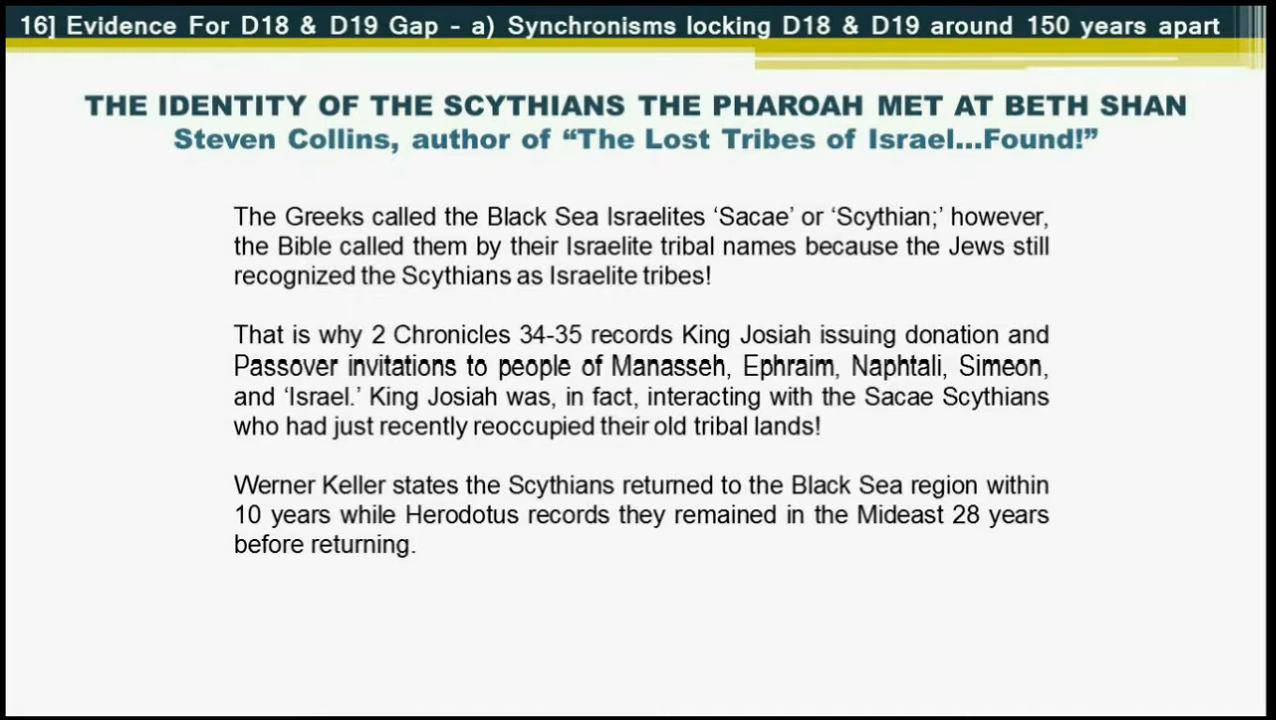 16] Evidence For D18 & D19 Gap - a) Synchronisms locking D18 & D19 around 150 years apart
THE IDENTITY OF THE SCYTHIANS THE PHAROAH MET AT BETH SHAN
Steven Collins, author of “The Lost Tribes of Israel...Found!”
The Greeks called the Black Sea Israelites ‘Sacae’ or ‘Scythian;’ however,
the Bible called them by their Israelite tribal names because the Jews still
recognized the Scythians as Israelite tribes!
That is why 2 Chronicles 34-35 records King Josiah issuing donation and
Passover invitations to people of Manasseh, Ephraim, Naphtali, Simeon,
and ‘Israel.’ King Josiah was, in fact, interacting with the Sacae Scythians
who had just recently reoccupied their old tribal lands!
Werner Keller states the Scythians returned to the Black Sea region within
10 years while Herodotus records they remained in the Mideast 28 years
before returning.